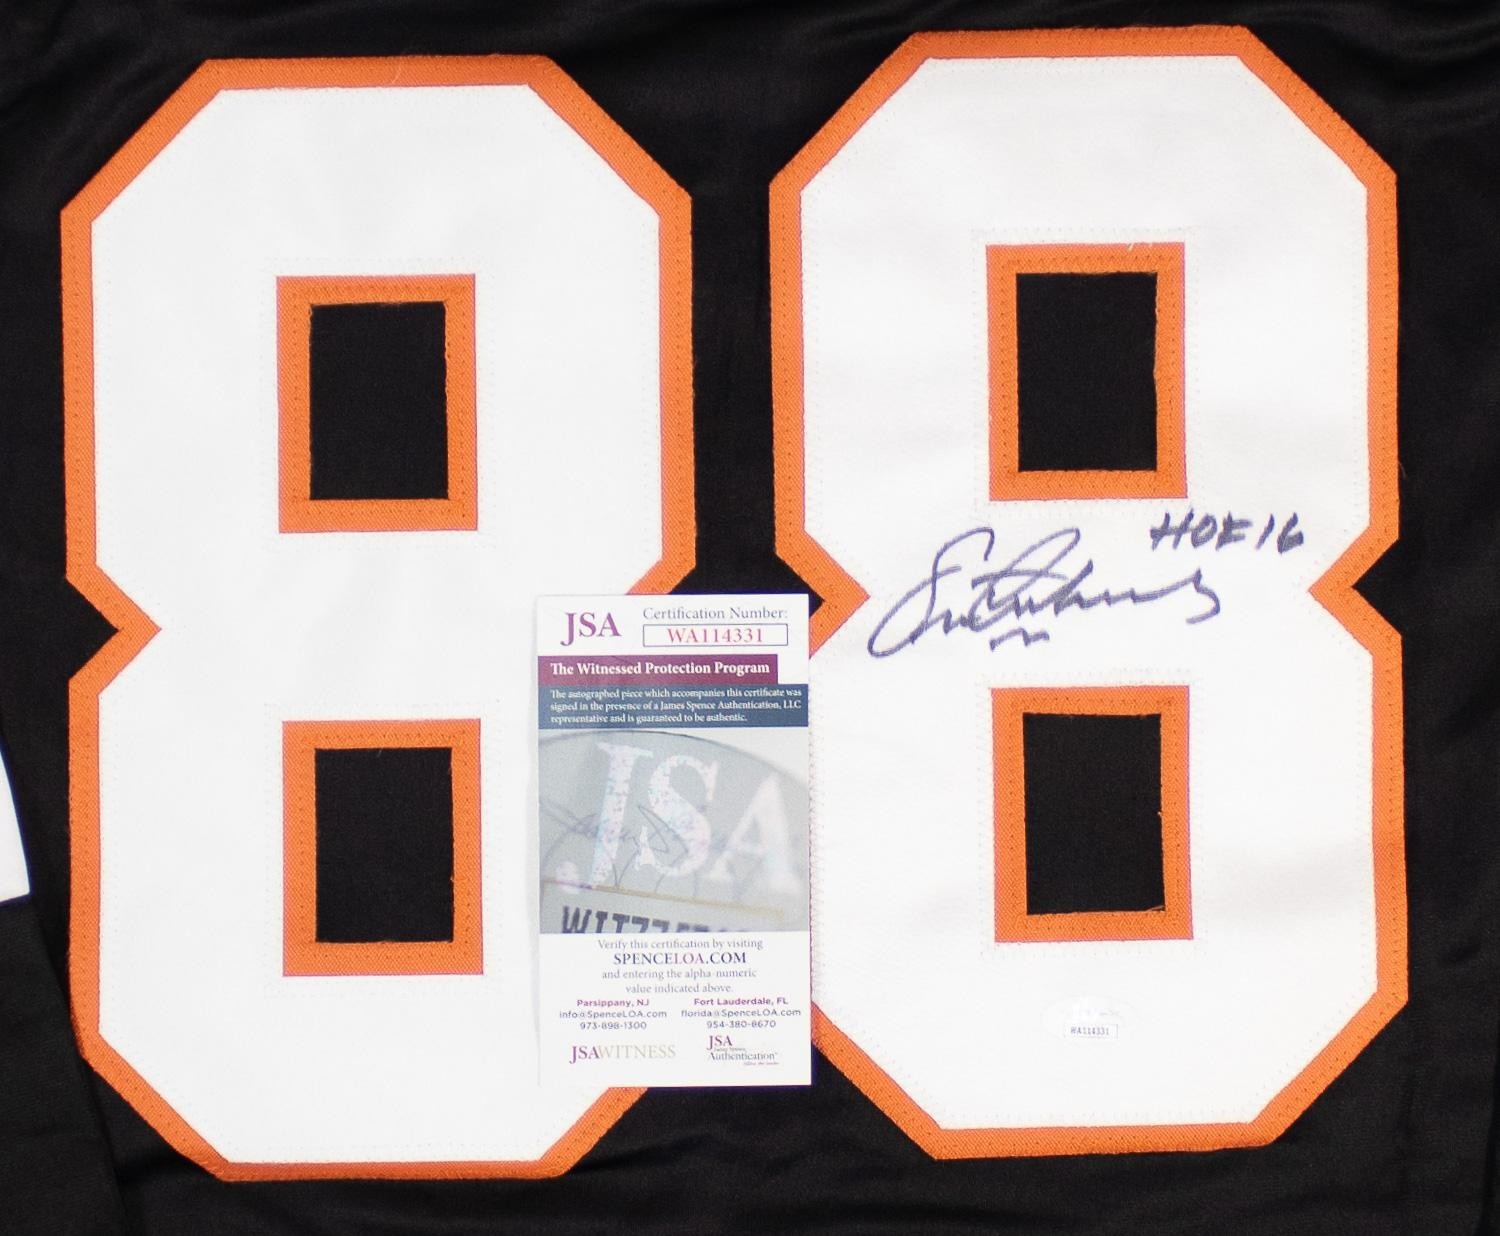 88
HOF 16
JSA
Certification Number:
WA114331
The Witnessed Protection Program
The autographed piece which accompanies this certificate was
signed in the presence of a James Spence Authentication, LLC
representative and is guaranteed to be authentic.
JSA
Verify this certification by visiting
SPENCELOA.COM
and entering the alpha-numeric
value indicated above.
Parsippany, NJ
info@SpenceLOA.com
973-898-1300
Fort Lauderdale, FL
florida@SpenceLOA.com
954-380-8670
JSAWITNESS
JSA
Authentication
WA114331